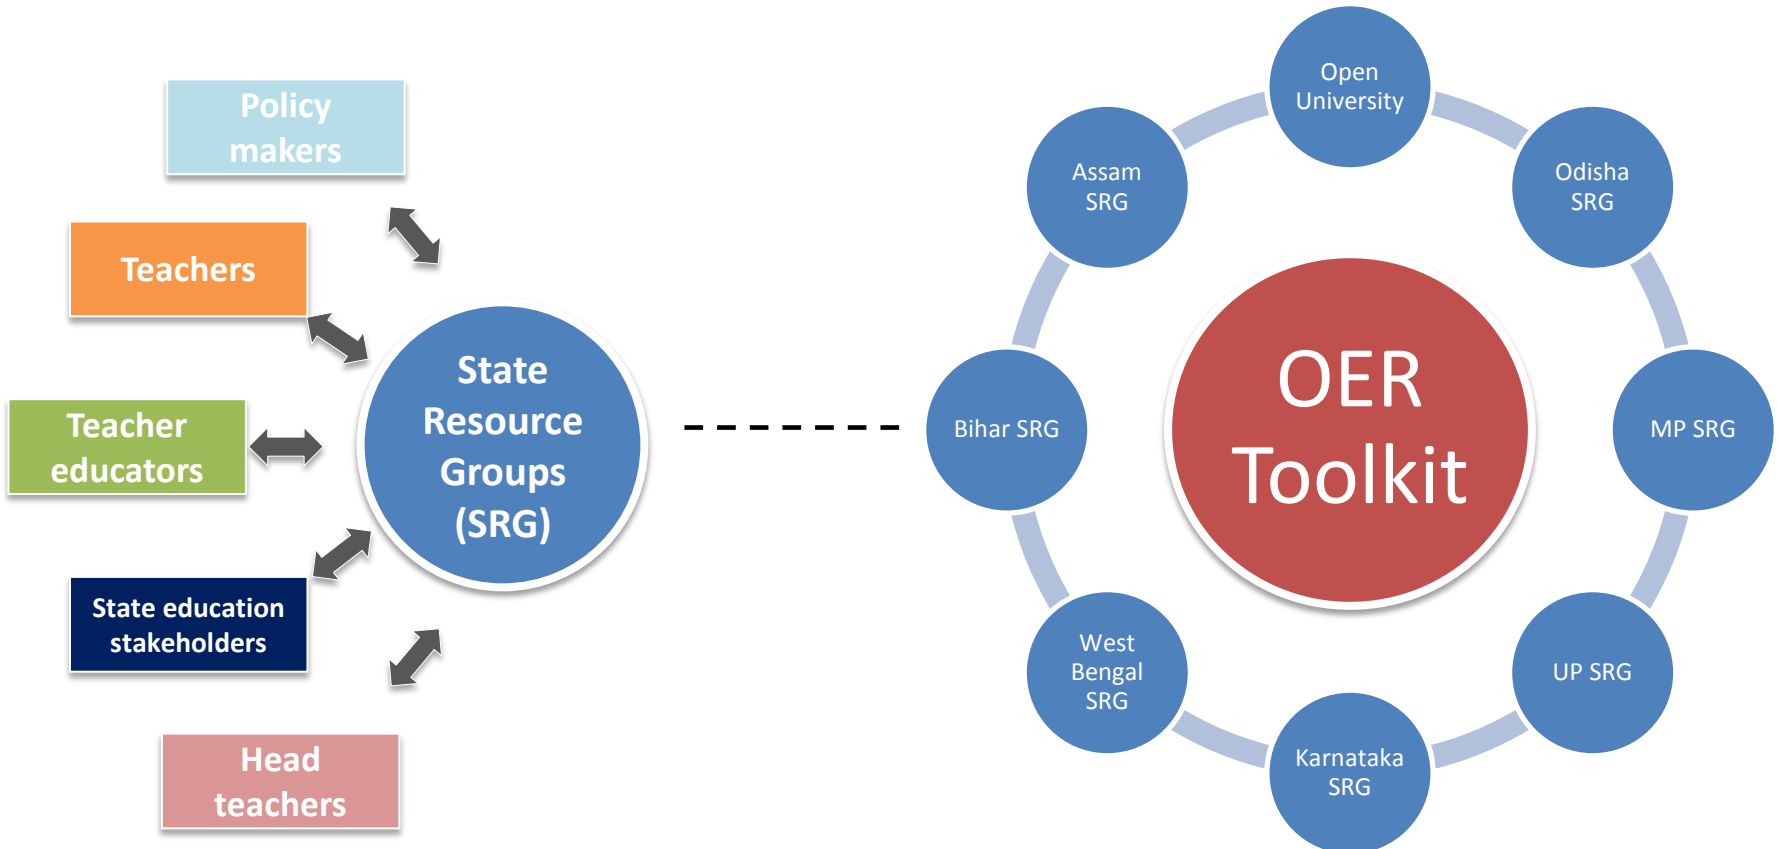 Policy
makers
Teachers
Teacher
educators
State education
stakeholders
Head
teachers
State
Resource
Groups
(SRG)
Open
University
Odisha
SRG
MP SRG
UP SRG
Karnataka
SRG
West
Bengal
SRG
Bihar SRG
Assam
SRG
OER
Toolkit